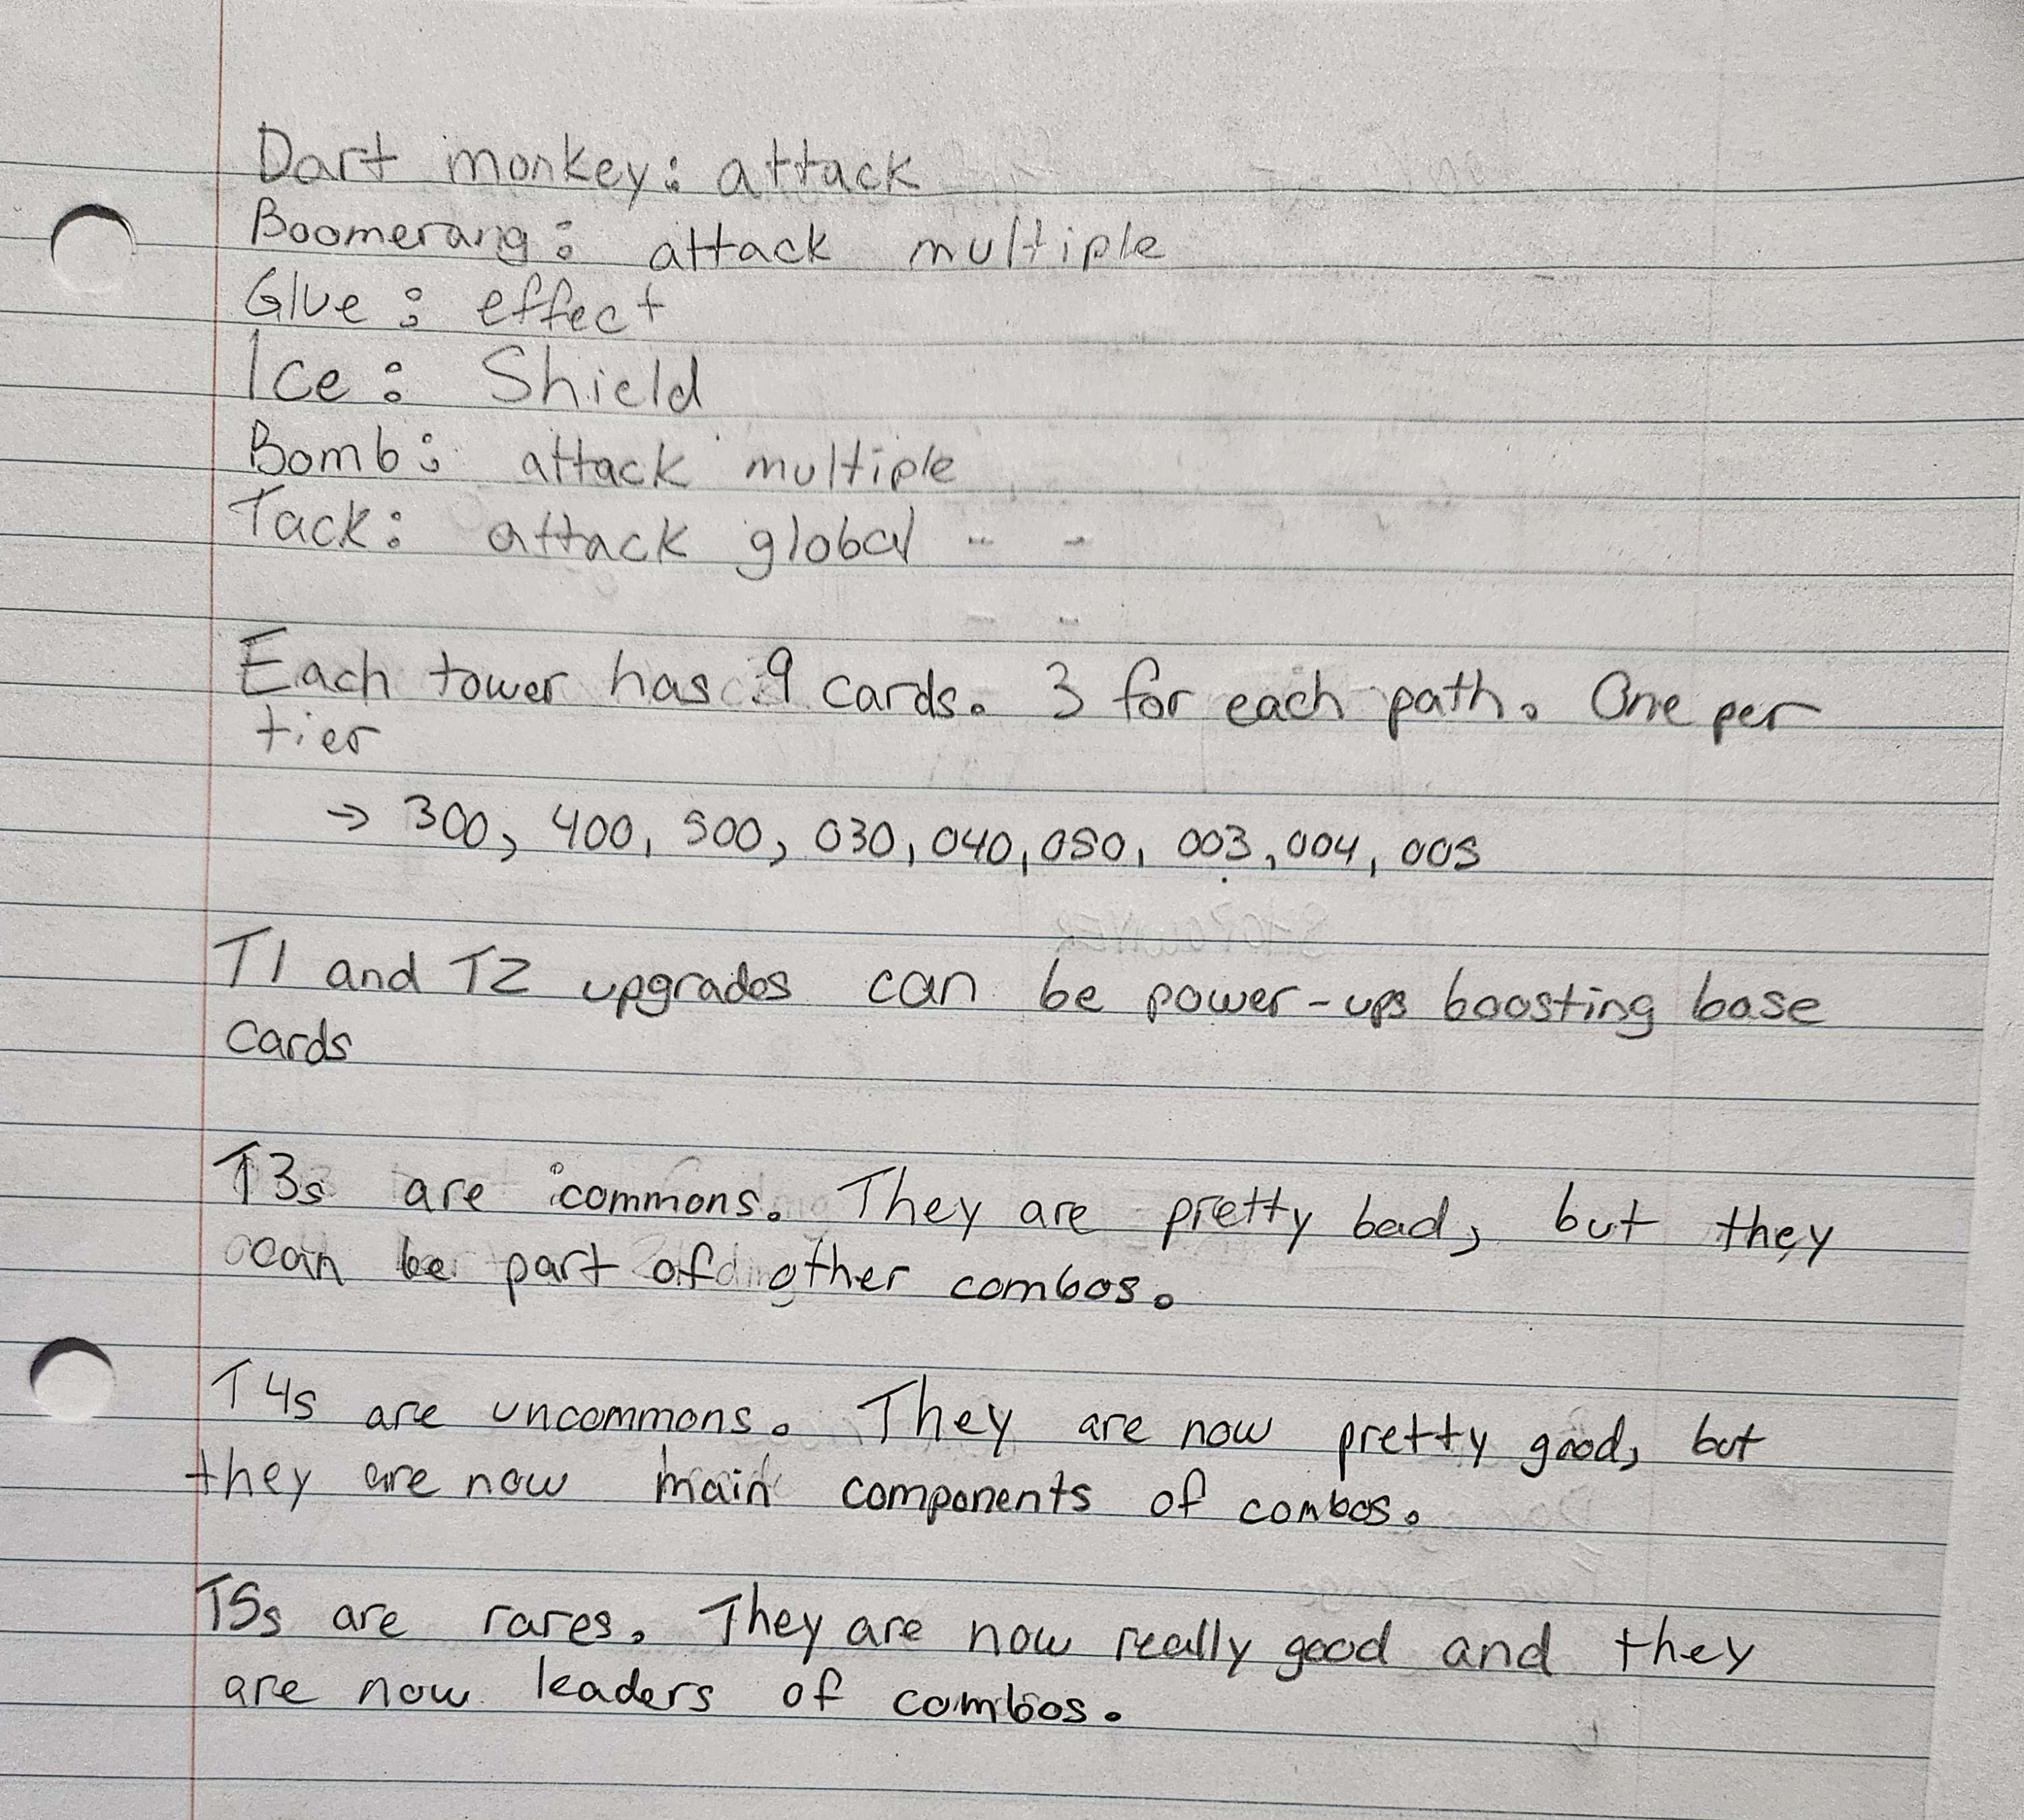 Dart monkey: attack
Boomerang: attack multiple
Glue: effect
Ice: Shield
Bomb: attack multiple
Tack: attack global
Each tower has 9 cards. 3 for each path. One per
tier
→ 300, 400, 500, 030, 040, 050, 003, 004, 005
T1 and T2 upgrades can be power-ups boosting base
cards
T3s are commons. They are pretty bad, but they
can be part of other combos.
T4s are uncommons. They are now pretty good, but
they are now main components of combos.
T5s are rares. They are now really good and they
are now leaders of combos.